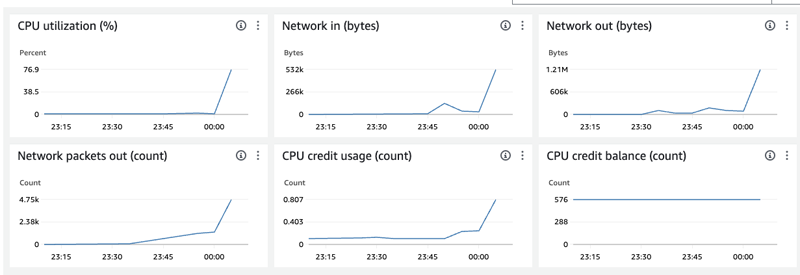 CPU utilization (%)
Percent
76.9
38.5
0
23:15 23:30 23:45 00:00
Network in (bytes)
Bytes
532k
266k
0
23:15 23:30 23:45 00:00
Network out (bytes)
Bytes
1.21M
606k
0
23:15 23:30 23:45 00:00
Network packets out (count)
Count
4.75k
2.38k
0
23:15 23:30 23:45 00:00
CPU credit usage (count)
Count
0.807
0.403
0
23:15 23:30 23:45 00:00
CPU credit balance (count)
Count
576
288
0
23:15 23:30 23:45 00:00